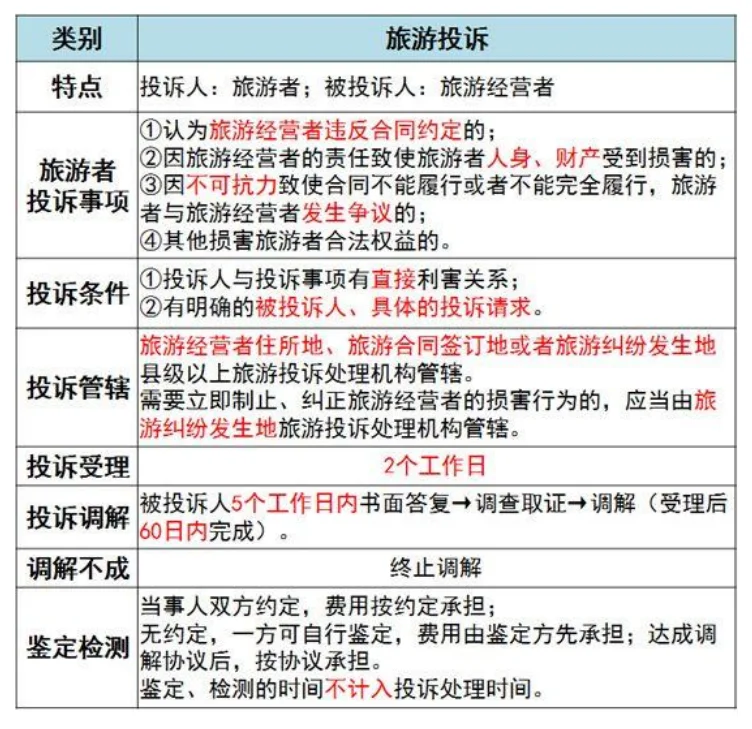 类别
旅游投诉
特点
投诉人：旅游者；被投诉人：旅游经营者
旅游者
投诉事项
①认为旅游经营者违反合同约定的；
②因旅游经营者的责任致使旅游者人身、财产受到损害的；
③因不可抗力致使合同不能履行或者不能完全履行，旅游
者与旅游经营者发生争议的；
④其他损害旅游者合法权益的。
投诉条件
①投诉人与投诉事项有直接利害关系；
②有明确的被投诉人、具体的投诉请求。
投诉管辖
旅游经营者住所地、旅游合同签订地或者旅游纠纷发生地
县级以上旅游投诉处理机构管辖。
需要立即制止、纠正旅游经营者的损害行为的，应当由旅
游纠纷发生地旅游投诉处理机构管辖。
投诉受理
2个工作日
投诉调解
被投诉人5个工作日内书面答复→调查取证→调解（受理后
60日内完成）。
调解不成
终止调解
鉴定检测
当事人双方约定，费用按约定承担；
无约定，一方可自行鉴定，费用由鉴定方先承担；达成调
解协议后，按协议承担。
鉴定、检测的时间不计入投诉处理时间。